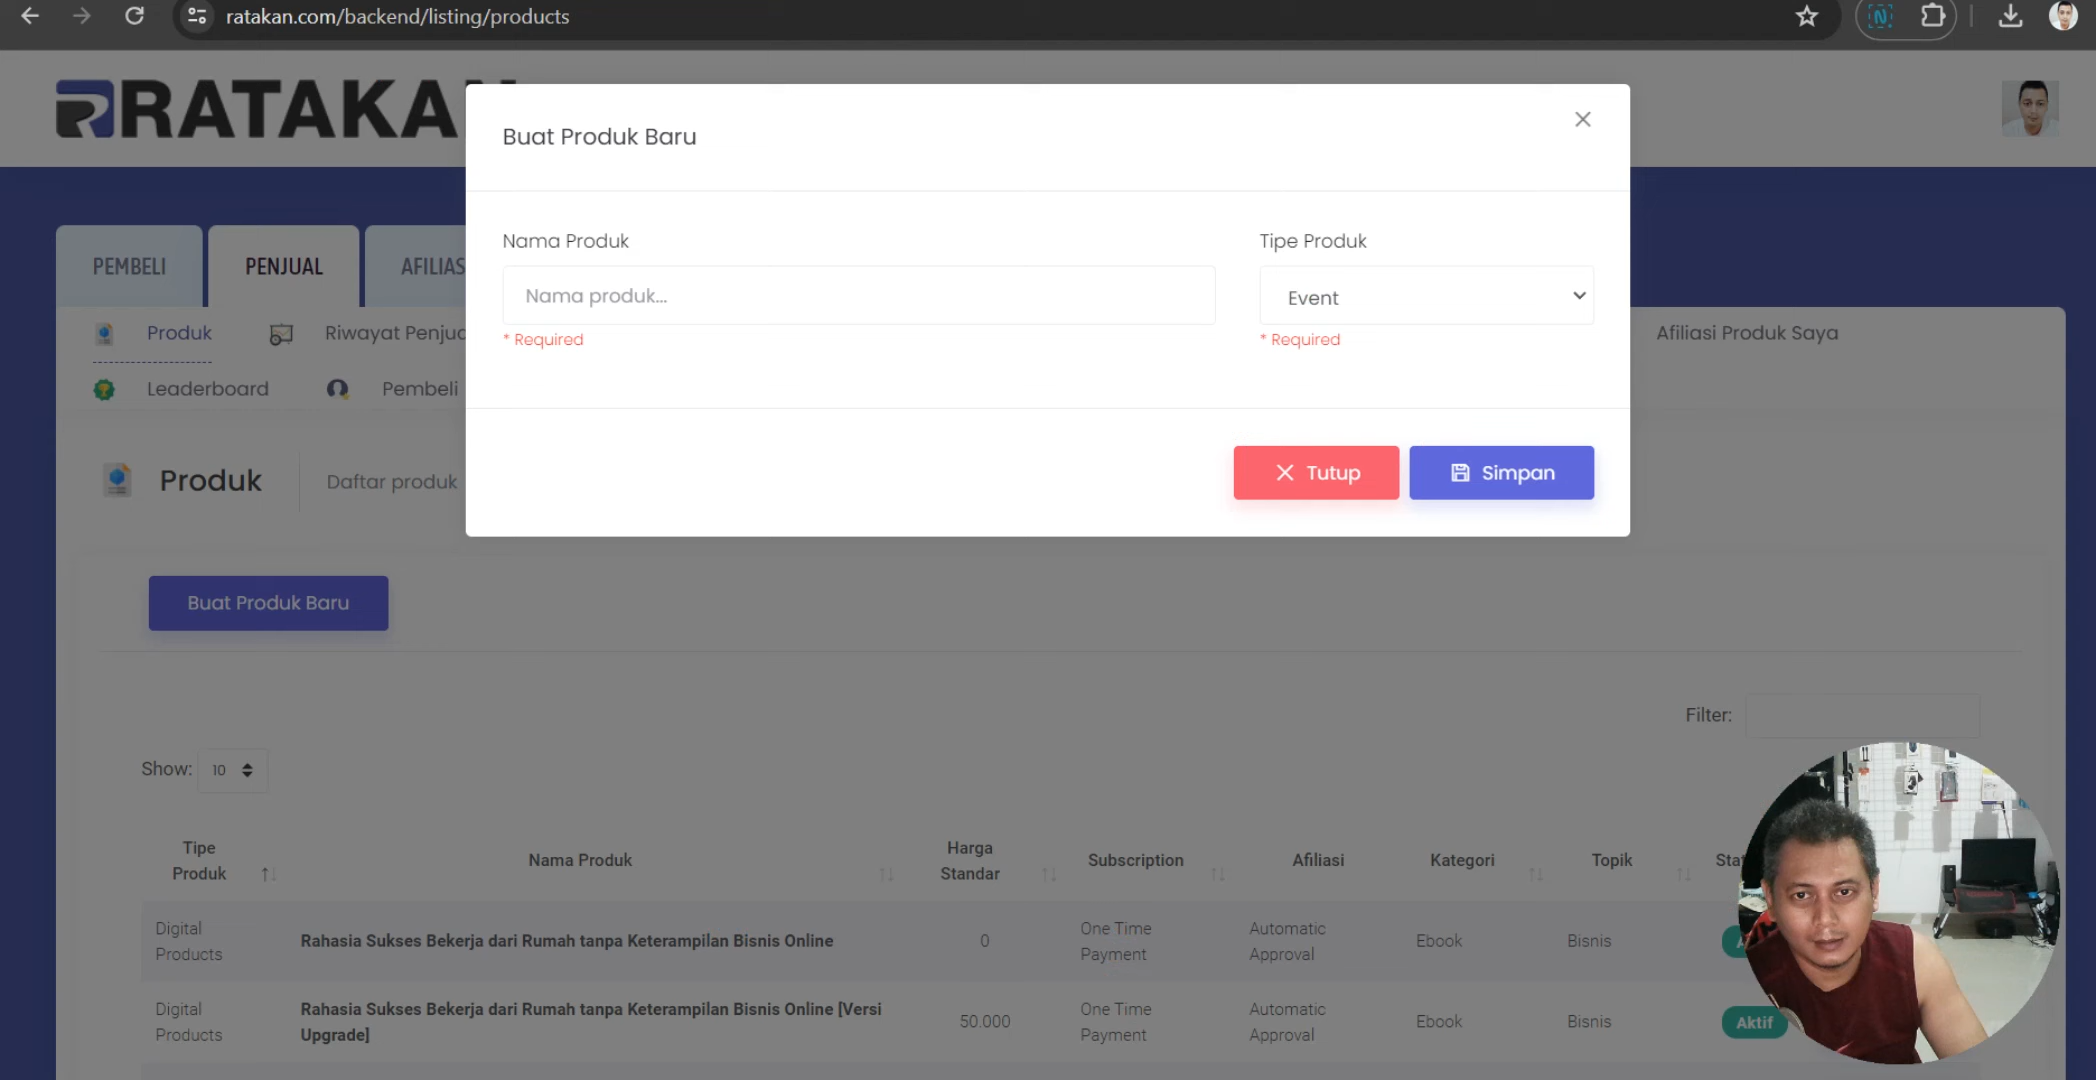 ratakan.com/backend/listing/products
RATAKA
Buat Produk Baru
Nama Produk
Tipe Produk
Nama produk...
Event
* Required
* Required
Tutup
Simpan
PEMBELI
PENJUAL
AFILIAS
Produk
Riwayat Penjua
Afiliasi Produk Saya
Leaderboard
Pembeli
Produk
Daftar produk
Buat Produk Baru
Filter:
Show: 10
Tipe
Produk
Nama Produk
Harga
Standar
Subscription
Afiliasi
Kategori
Topik
Stat
Digital
Products
Rahasia Sukses Bekerja dari Rumah tanpa Keterampilan Bisnis Online
0
One Time
Payment
Automatic
Approval
Ebook
Bisnis
Digital
Products
Rahasia Sukses Bekerja dari Rumah tanpa Keterampilan Bisnis Online [Versi
Upgrade]
50.000
One Time
Payment
Automatic
Approval
Ebook
Bisnis
Aktif